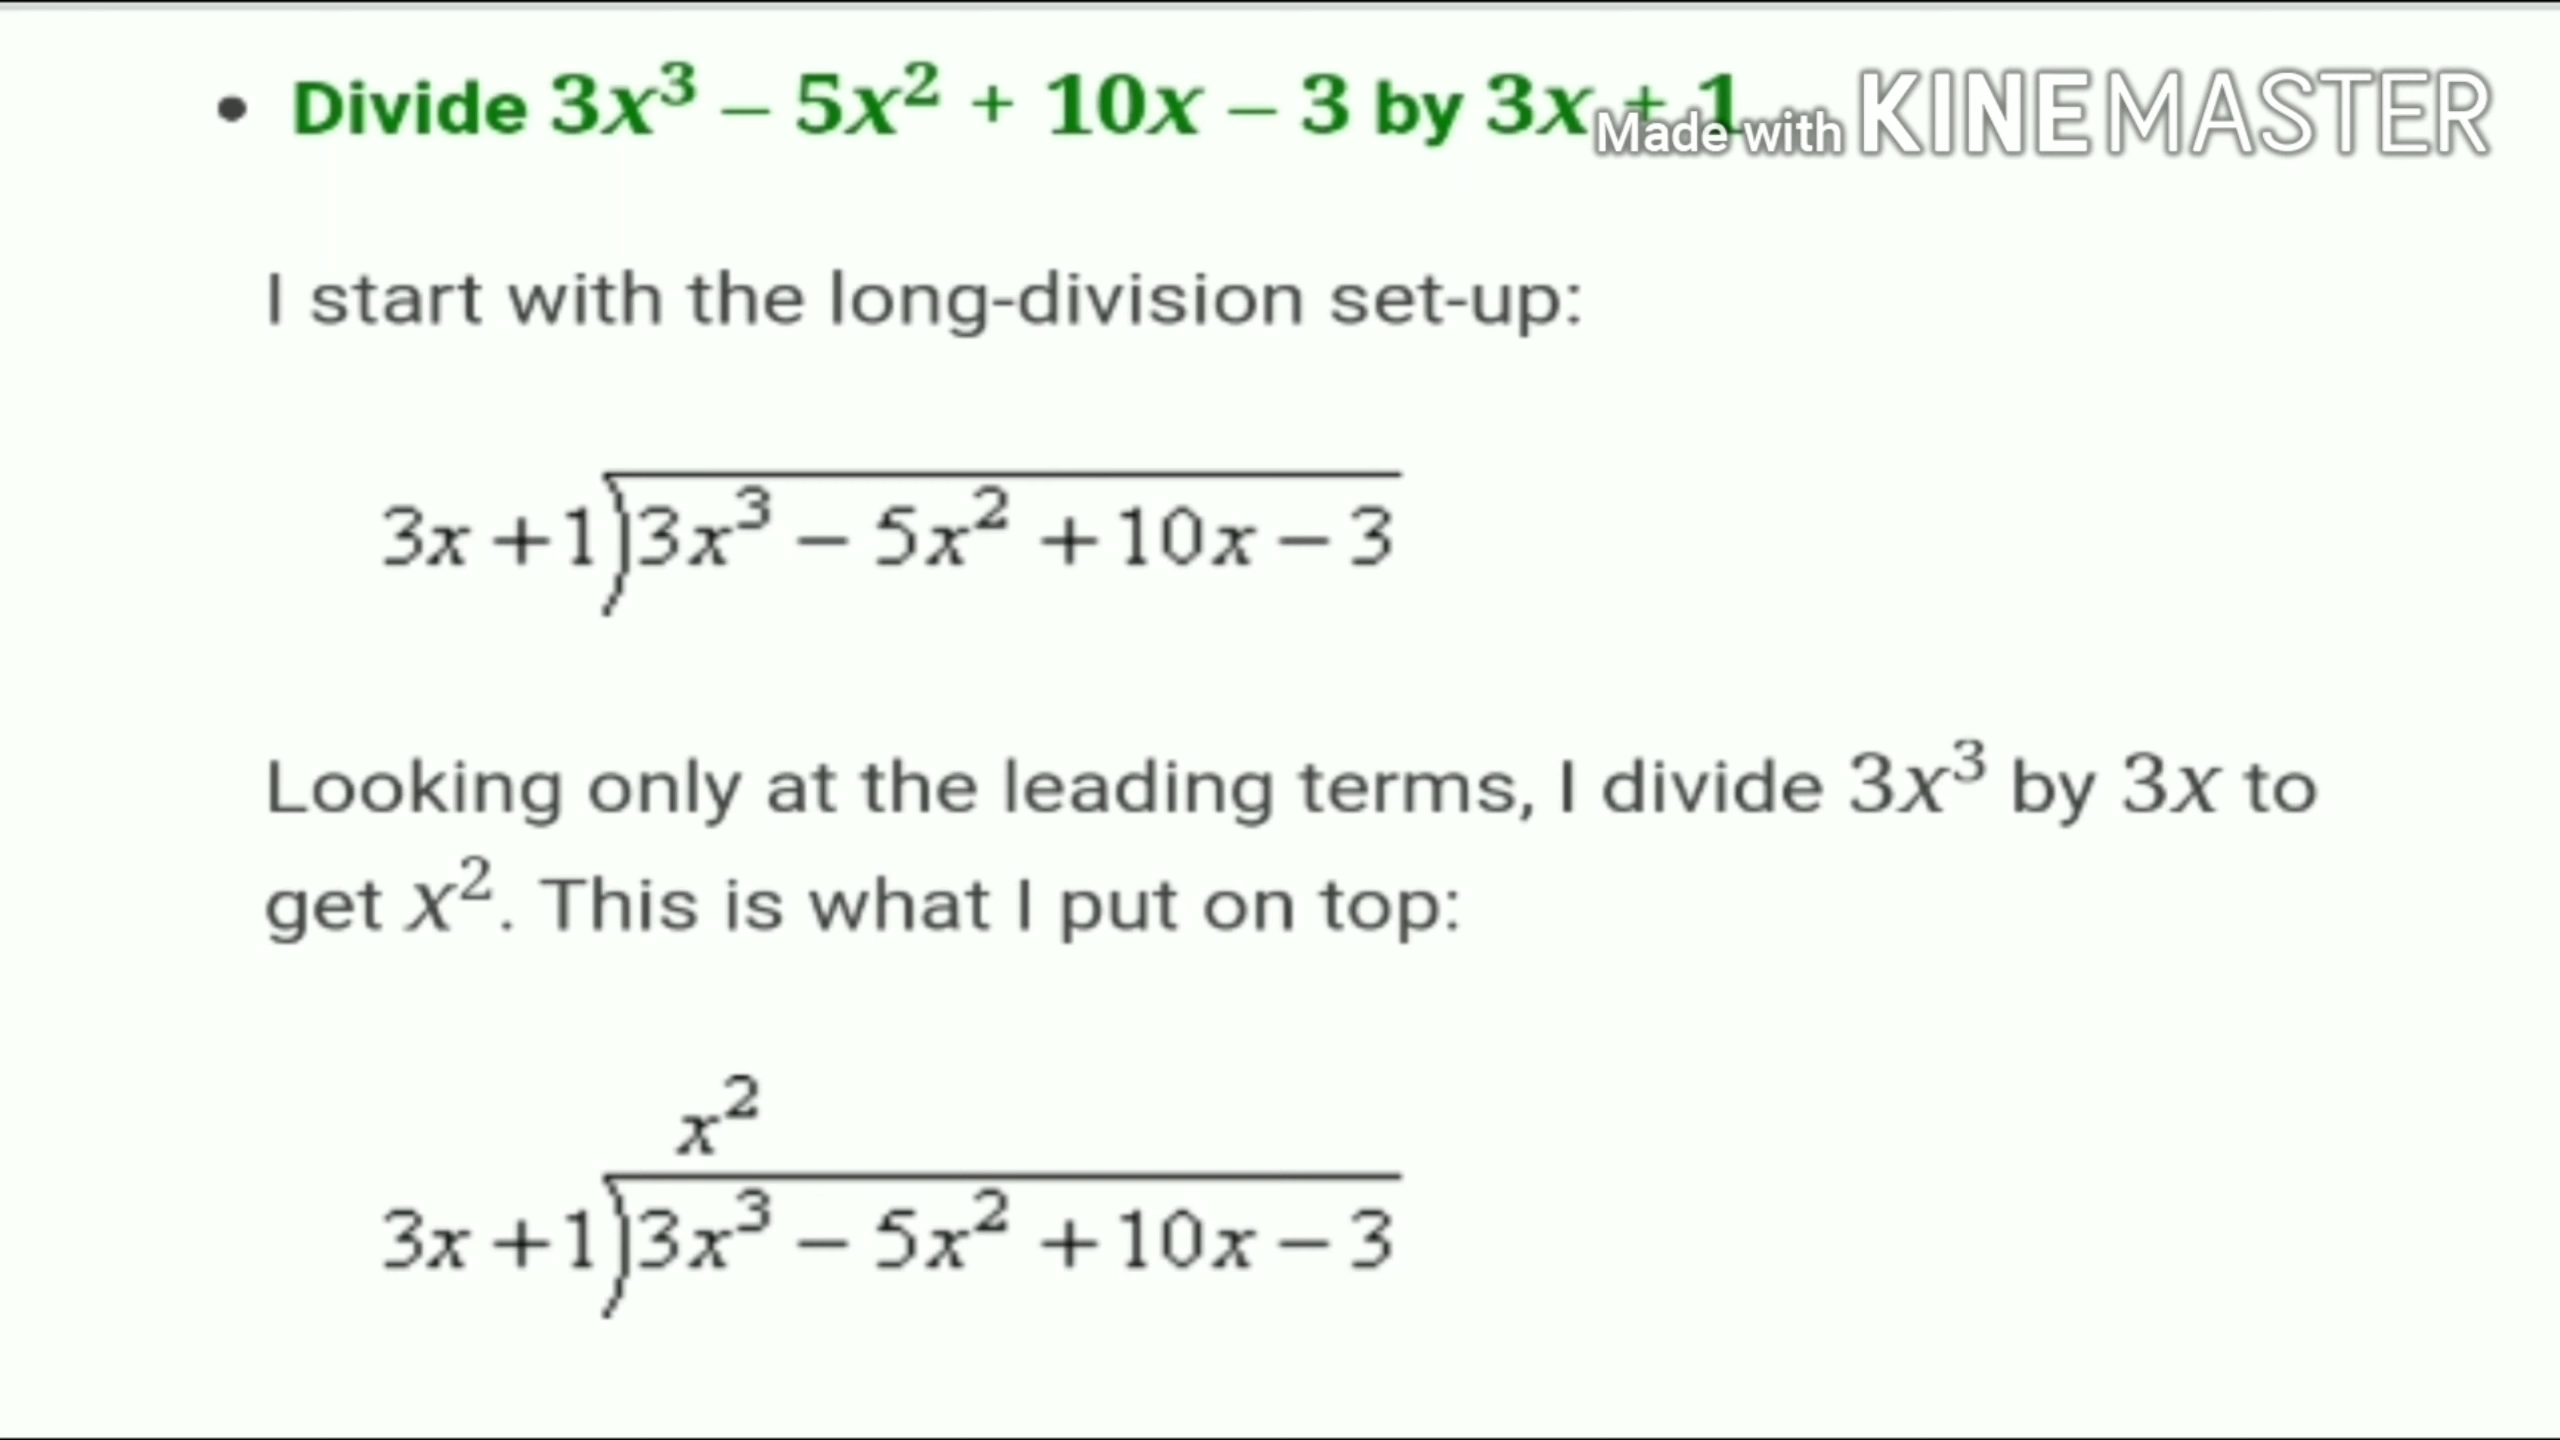 • Divide 3x³ – 5x² + 10x – 3 by 3x + 1
Made with KINEMASTER
I start with the long-division set-up:
3x +1)3x³ – 5x² +10x – 3
Looking only at the leading terms, I divide 3x³ by 3x to
get x². This is what I put on top:
x²
3x +1)3x³ – 5x² +10x – 3